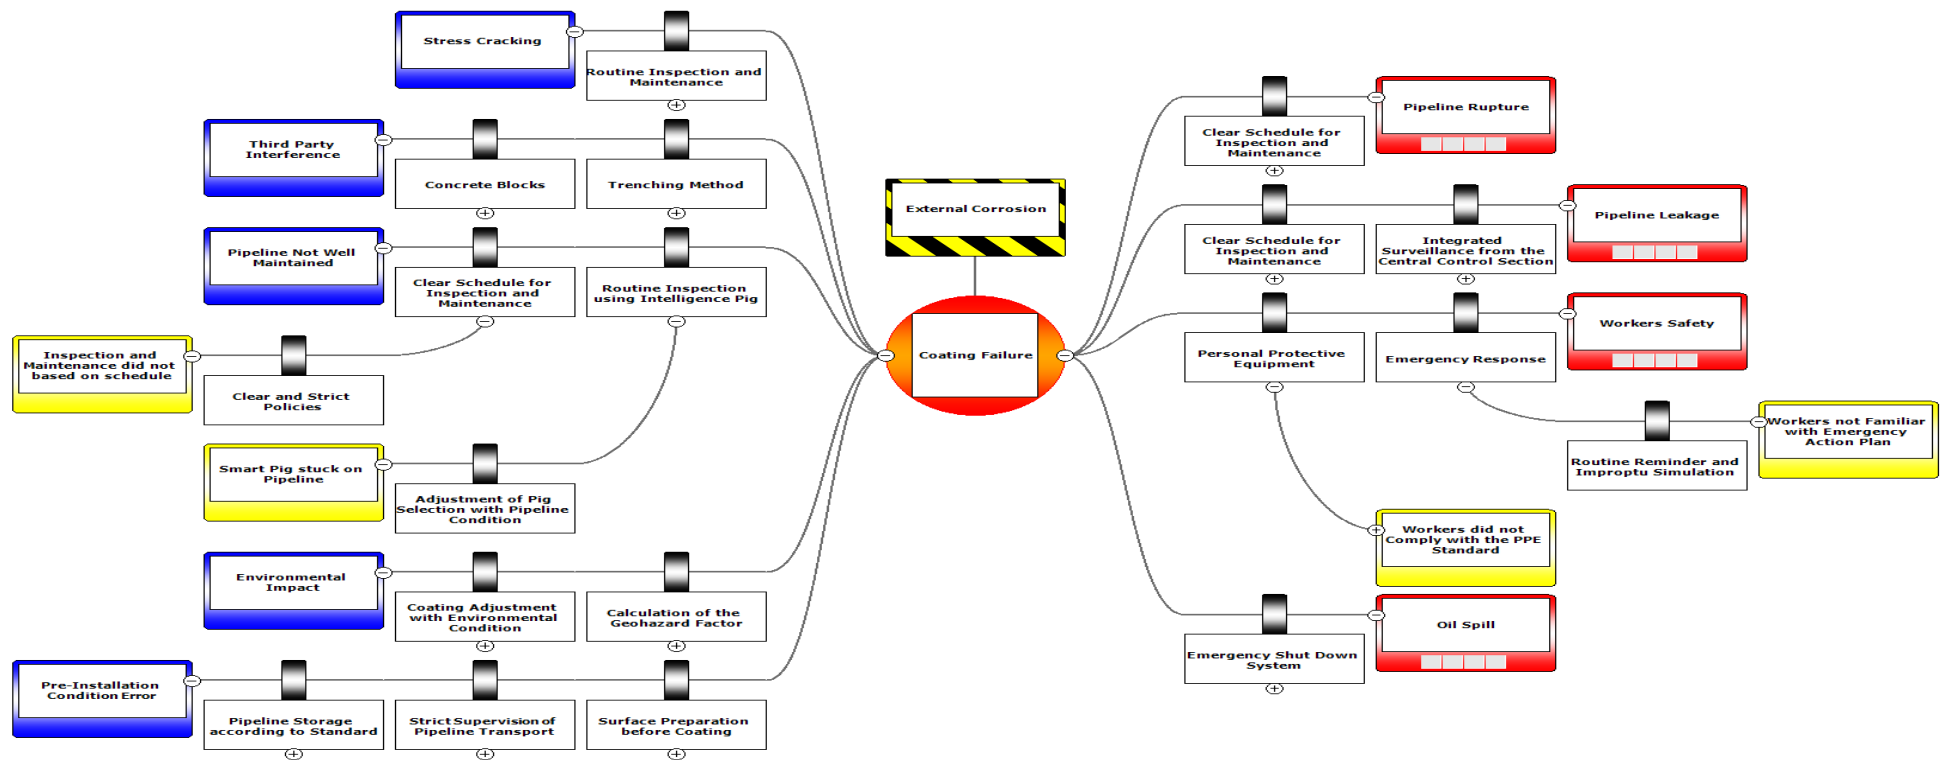 Stress Cracking
Routine Inspection and
Maintenance
Third Party
Interference
Concrete Blocks
Trenching Method
Pipeline Not Well
Maintained
Clear Schedule for
Inspection and
Maintenance
Routine Inspection
using Intelligence Pig
Inspection and
Maintenance did not
based on schedule
Clear and Strict
Policies
Smart Pig stuck on
Pipeline
Adjustment of Pig
Selection with Pipeline
Condition
Environmental
Impact
Coating Adjustment
with Environmental
Condition
Calculation of the
Geohazard Factor
Pre-Installation
Condition Error
Pipeline Storage
according to Standard
Strict Supervision of
Pipeline Transport
Surface Preparation
before Coating
External Corrosion
Coating Failure
Clear Schedule for
Inspection and
Maintenance
Pipeline Rupture
Clear Schedule for
Inspection and
Maintenance
Integrated
Surveillance from the
Central Control Section
Pipeline Leakage
Personal Protective
Equipment
Emergency Response
Workers Safety
Routine Reminder and
Impromptu Simulation
Workers not Familiar
with Emergency
Action Plan
Workers did not
Comply with the PPE
Standard
Emergency Shut Down
System
Oil Spill